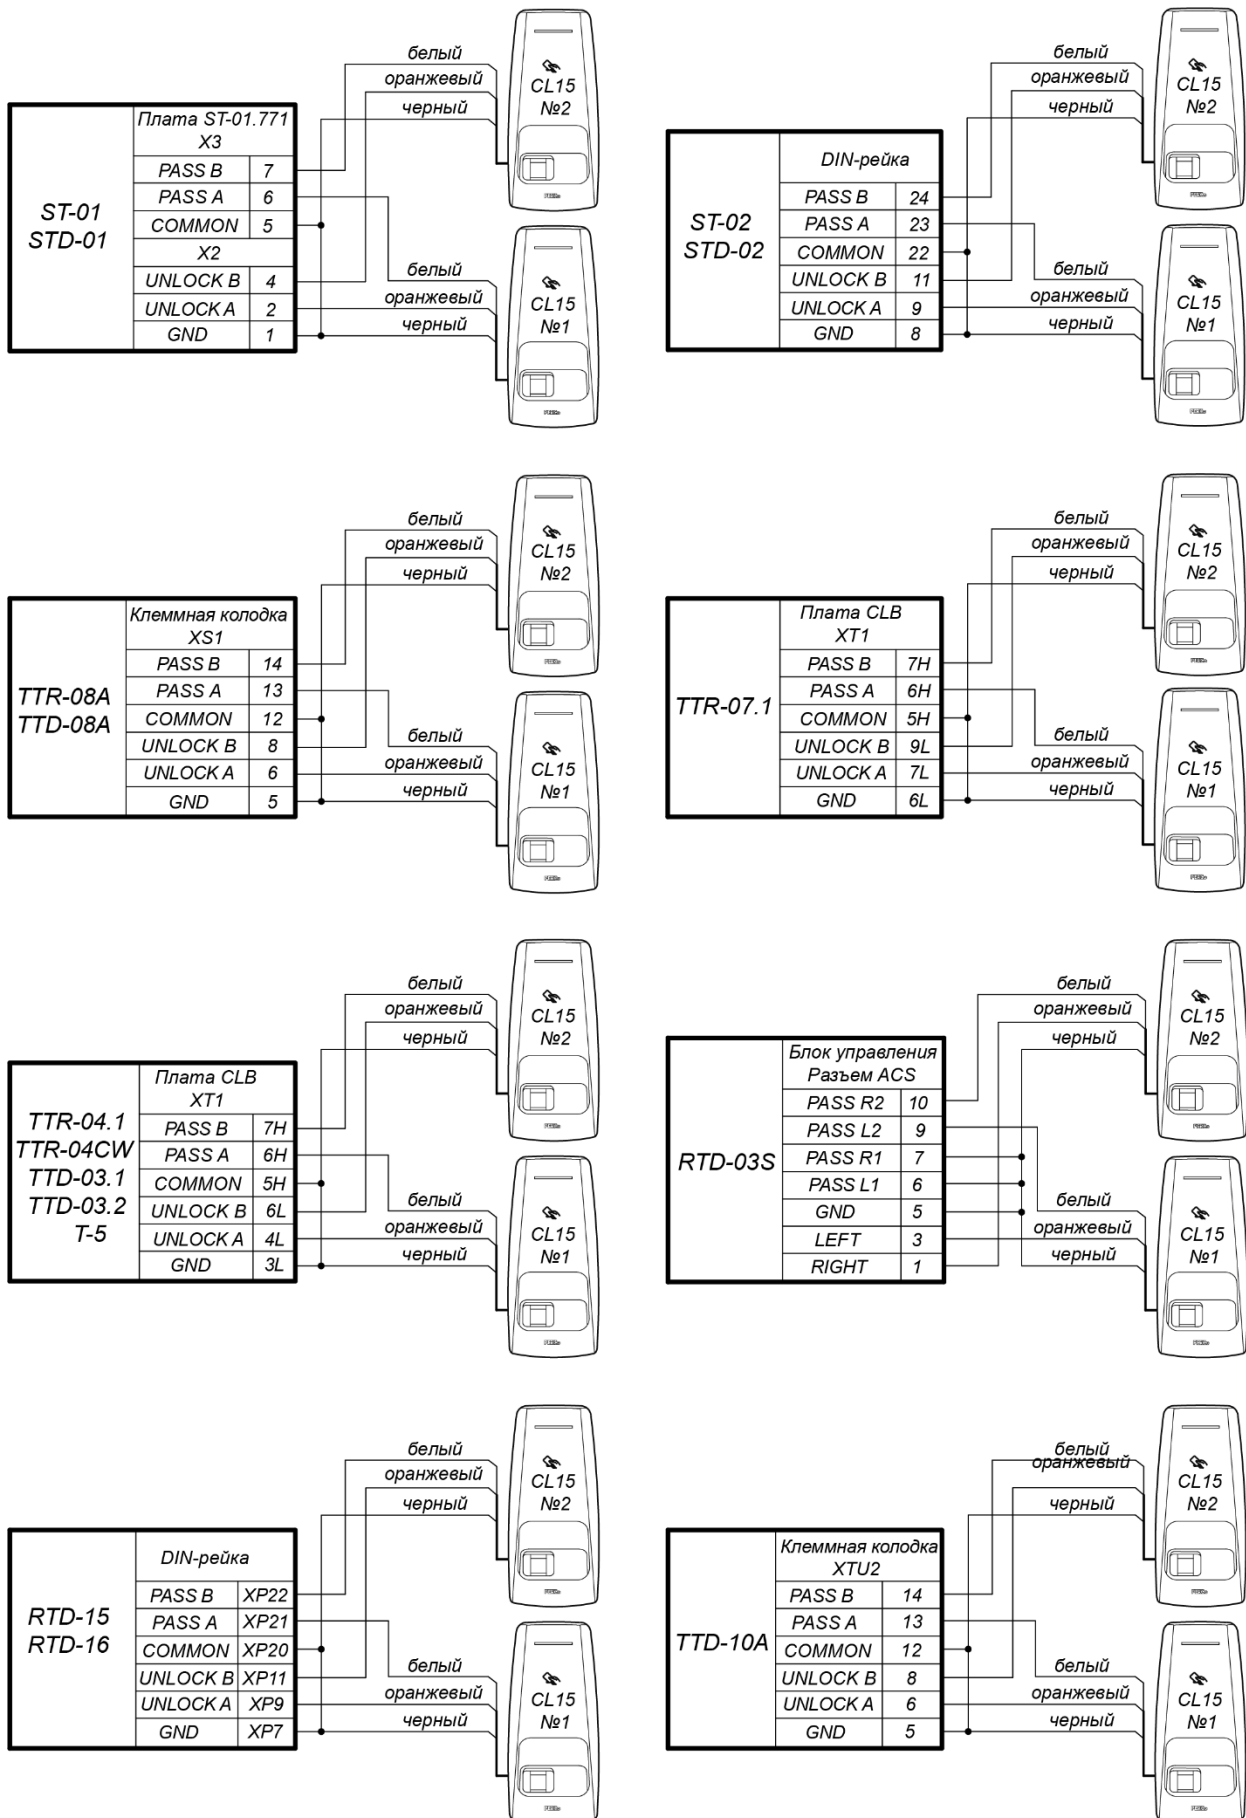 белый
оранжевый
черный
CL15
№2
Плата ST-01.771
X3
PASS B 7
PASS A 6
COMMON 5
X2
UNLOCK B 4
UNLOCK A 2
GND 1
ST-01
STD-01
белый
оранжевый
черный
CL15
№1
белый
оранжевый
черный
CL15
№2
DIN-рейка
PASS B 24
PASS A 23
COMMON 22
UNLOCK B 11
UNLOCK A 9
GND 8
ST-02
STD-02
белый
оранжевый
черный
CL15
№1
белый
оранжевый
черный
CL15
№2
Клеммная колодка
XS1
PASS B 14
PASS A 13
COMMON 12
UNLOCK B 8
UNLOCK A 6
GND 5
TTR-08A
TTD-08A
белый
оранжевый
черный
CL15
№1
белый
оранжевый
черный
CL15
№2
Плата CLB
XT1
PASS B 7H
PASS A 6H
COMMON 5H
UNLOCK B 9L
UNLOCK A 7L
GND 6L
TTR-07.1
белый
оранжевый
черный
CL15
№1
белый
оранжевый
черный
CL15
№2
Плата CLB
XT1
PASS B 7H
PASS A 6H
COMMON 5H
UNLOCK B 6L
UNLOCK A 4L
GND 3L
TTR-04.1
TTR-04CW
TTD-03.1
TTD-03.2
T-5
белый
оранжевый
черный
CL15
№1
белый
оранжевый
черный
CL15
№2
Блок управления
Разъем ACS
PASS R2 10
PASS L2 9
PASS R1 7
PASS L1 6
GND 5
LEFT 3
RIGHT 1
RTD-03S
белый
оранжевый
черный
CL15
№1
белый
оранжевый
черный
CL15
№2
DIN-рейка
PASS B XP22
PASS A XP21
COMMON XP20
UNLOCK B XP11
UNLOCK A XP9
GND XP7
RTD-15
RTD-16
белый
оранжевый
черный
CL15
№1
белый
оранжевый
черный
CL15
№2
Клеммная колодка
XTU2
PASS B 14
PASS A 13
COMMON 12
UNLOCK B 8
UNLOCK A 6
GND 5
TTD-10A
белый
оранжевый
черный
CL15
№1